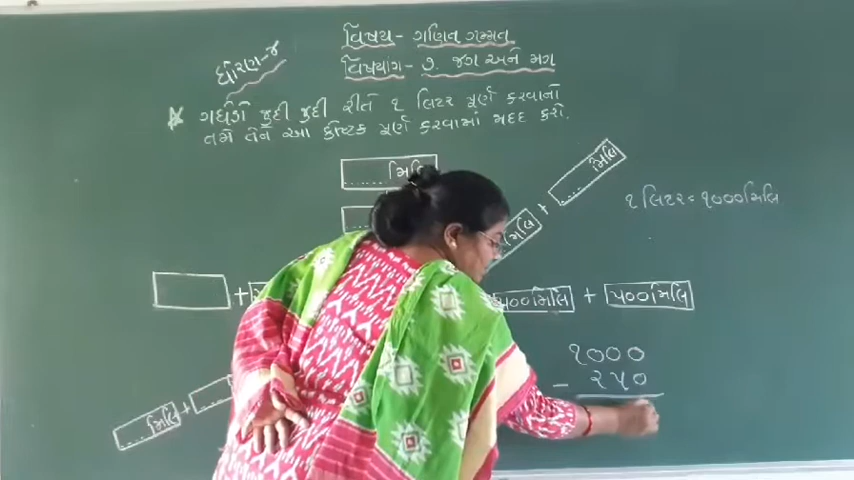 ધોરણ-૪
વિષય- ગણિત ગમ્મત
વિષયાંગ- ૭. જગ અને મગ
* ગધેડી જુદી જુદી રીતે ૧ લિટર પૂર્ણ કરવાનો
તમે તેને આ કોષ્ટક પૂર્ણ કરવામાં મદદ કરો.
....મિલિ
....મિલિ
૧ લિટર=૧૦૦૦મિલિ
મિલિ +
+
૫૦૦મિલિ + ૫૦૦મિલિ
૧૦૦૦
- ૨૫૦
....મિલિ +